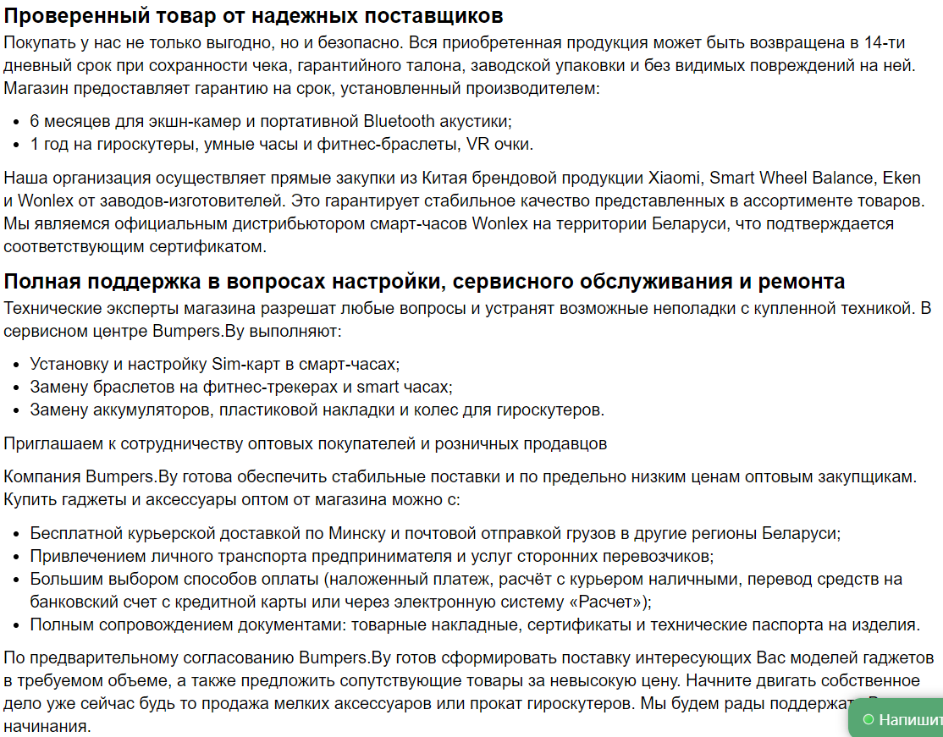 Проверенный товар от надежных поставщиков
Покупать у нас не только выгодно, но и безопасно. Вся приобретенная продукция может быть возвращена в 14-ти
дневный срок при сохранности чека, гарантийного талона, заводской упаковки и без видимых повреждений на ней.
Магазин предоставляет гарантию на срок, установленный производителем:
• 6 месяцев для экшн-камер и портативной Bluetooth акустики;
• 1 год на гироскутеры, умные часы и фитнес-браслеты, VR очки.
Наша организация осуществляет прямые закупки из Китая брендовой продукции Xiaomi, Smart Wheel Balance, Eken
и Wonlex от заводов-изготовителей. Это гарантирует стабильное качество представленных в ассортименте товаров.
Мы являемся официальным дистрибьютором смарт-часов Wonlex на территории Беларуси, что подтверждается
соответствующим сертификатом.
Полная поддержка в вопросах настройки, сервисного обслуживания и ремонта
Технические эксперты магазина разрешат любые вопросы и устранят возможные неполадки с купленной техникой. В
сервисном центре Bumpers.By выполняют:
• Установку и настройку Sim-карт в смарт-часах;
• Замену браслетов на фитнес-трекерах и smart часах;
• Замену аккумуляторов, пластиковой накладки и колес для гироскутеров.
Приглашаем к сотрудничеству оптовых покупателей и розничных продавцов
Компания Bumpers.By готова обеспечить стабильные поставки и по предельно низким ценам оптовым закупщикам.
Купить гаджеты и аксессуары оптом от магазина можно с:
• Бесплатной курьерской доставкой по Минску и почтовой отправкой грузов в другие регионы Беларуси;
• Привлечением личного транспорта предпринимателя и услуг сторонних перевозчиков;
• Большим выбором способов оплаты (наложенный платеж, расчёт с курьером наличными, перевод средств на
банковский счет с кредитной карты или через электронную систему «Расчет»);
• Полным сопровождением документами: товарные накладные, сертификаты и технические паспорта на изделия.
По предварительному согласованию Bumpers.By готов сформировать поставку интересующих Вас моделей гаджетов
в требуемом объеме, а также предложить сопутствующие товары за невысокую цену. Начните двигать собственное
дело уже сейчас будь то продажа мелких аксессуаров или прокат гироскутеров. Мы будем рады поддержат
Напишит
начинания.